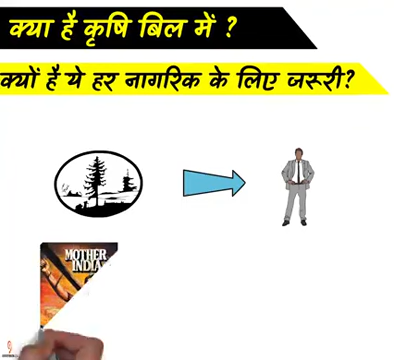 क्या है कृषि बिल में ?
क्यों है ये हर नागरिक के लिए जरूरी?
MOTHER
INDIA